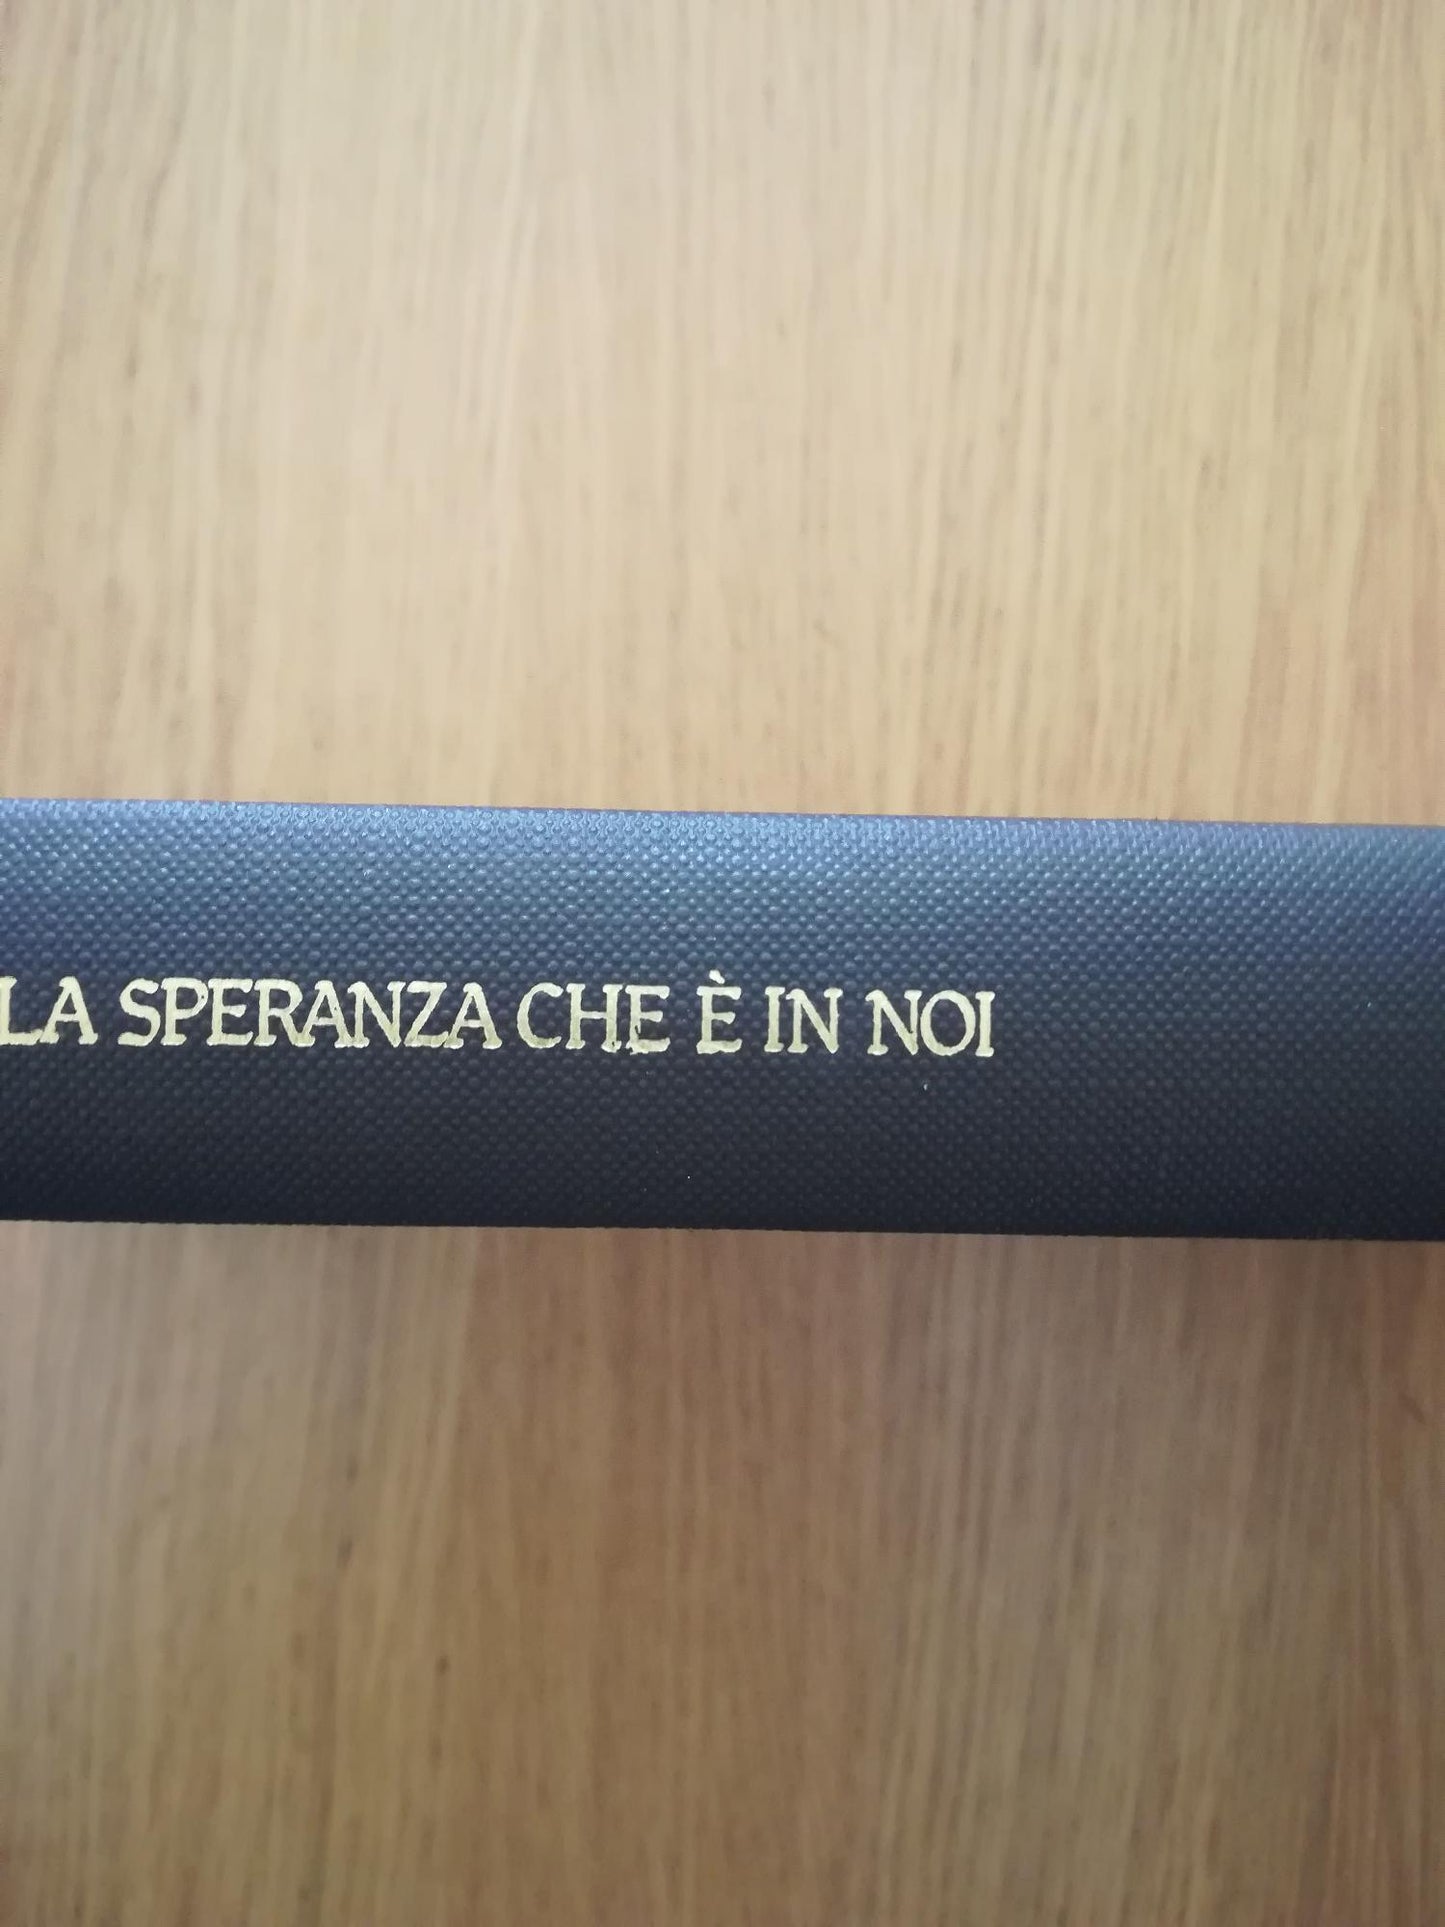 LA SPERANZA CHE È IN NOI